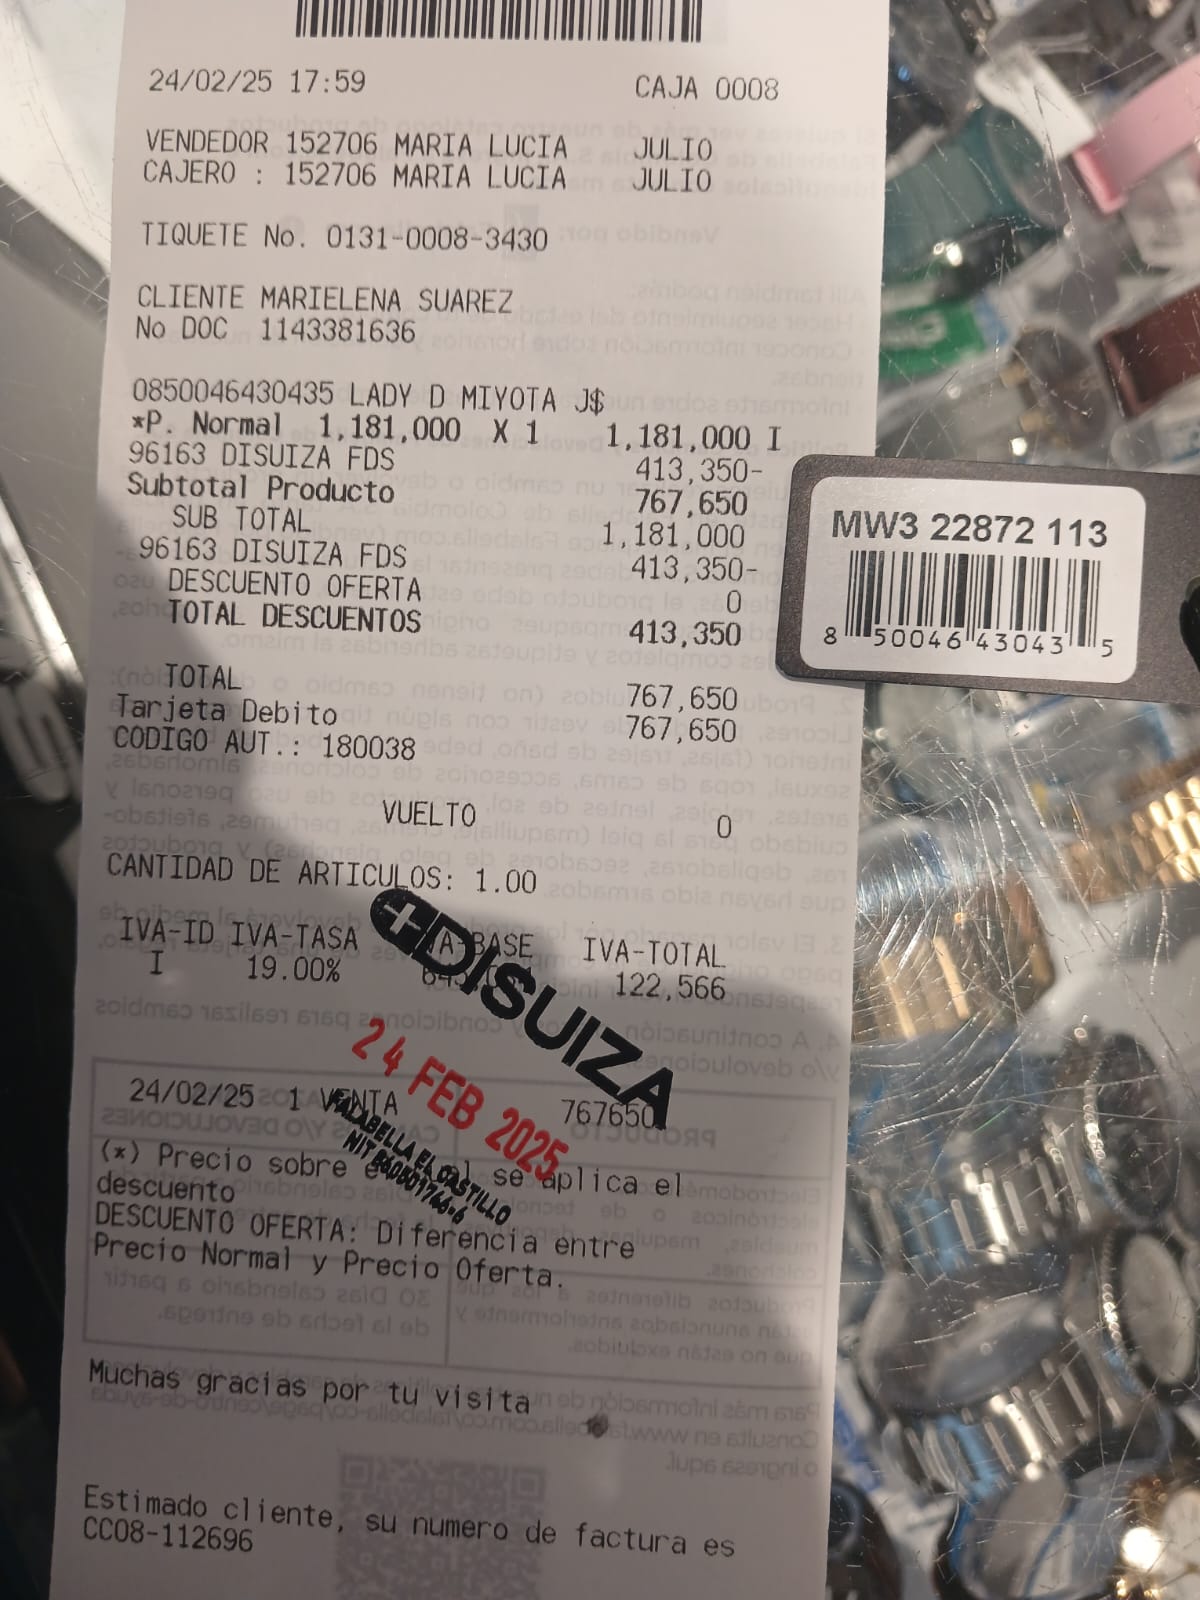 24/02/25 17:59 CAJA 0008
VENDEDOR 152706 MARIA LUCIA JULIO
CAJERO : 152706 MARIA LUCIA JULIO
TIQUETE No. 0131-0008-3430
CLIENTE MARIELENA SUAREZ
No DOC 1143381636
0850046430435 LADY D MIYOTA J$
*P. Normal 1,181,000 X 1 1,181,000 I
96163 DISUIZA FDS 413,350-
Subtotal Producto 767,650
SUB TOTAL 1,181,000
96163 DISUIZA FDS 413,350-
DESCUENTO OFERTA 0
TOTAL DESCUENTOS 413,350
TOTAL 767,650
Tarjeta Debito 767,650
CODIGO AUT.: 180038
VUELTO 0
CANTIDAD DE ARTICULOS: 1.00
IVA-ID IVA-TASA BASE IVA-TOTAL
I 19.00% 122,566
DISUIZA
24 FEB 2025
FALABELLA EL CASTILLO
24/02/25 1 VENTA 767650
(*) Precio sobre el se aplica el
descuento
DESCUENTO OFERTA: Diferencia entre
Precio Normal y Precio Oferta.
Muchas gracias por tu visita
Estimado cliente, su numero de factura es
CC08-112696
MW3 22872 113
8 50046 43043 5